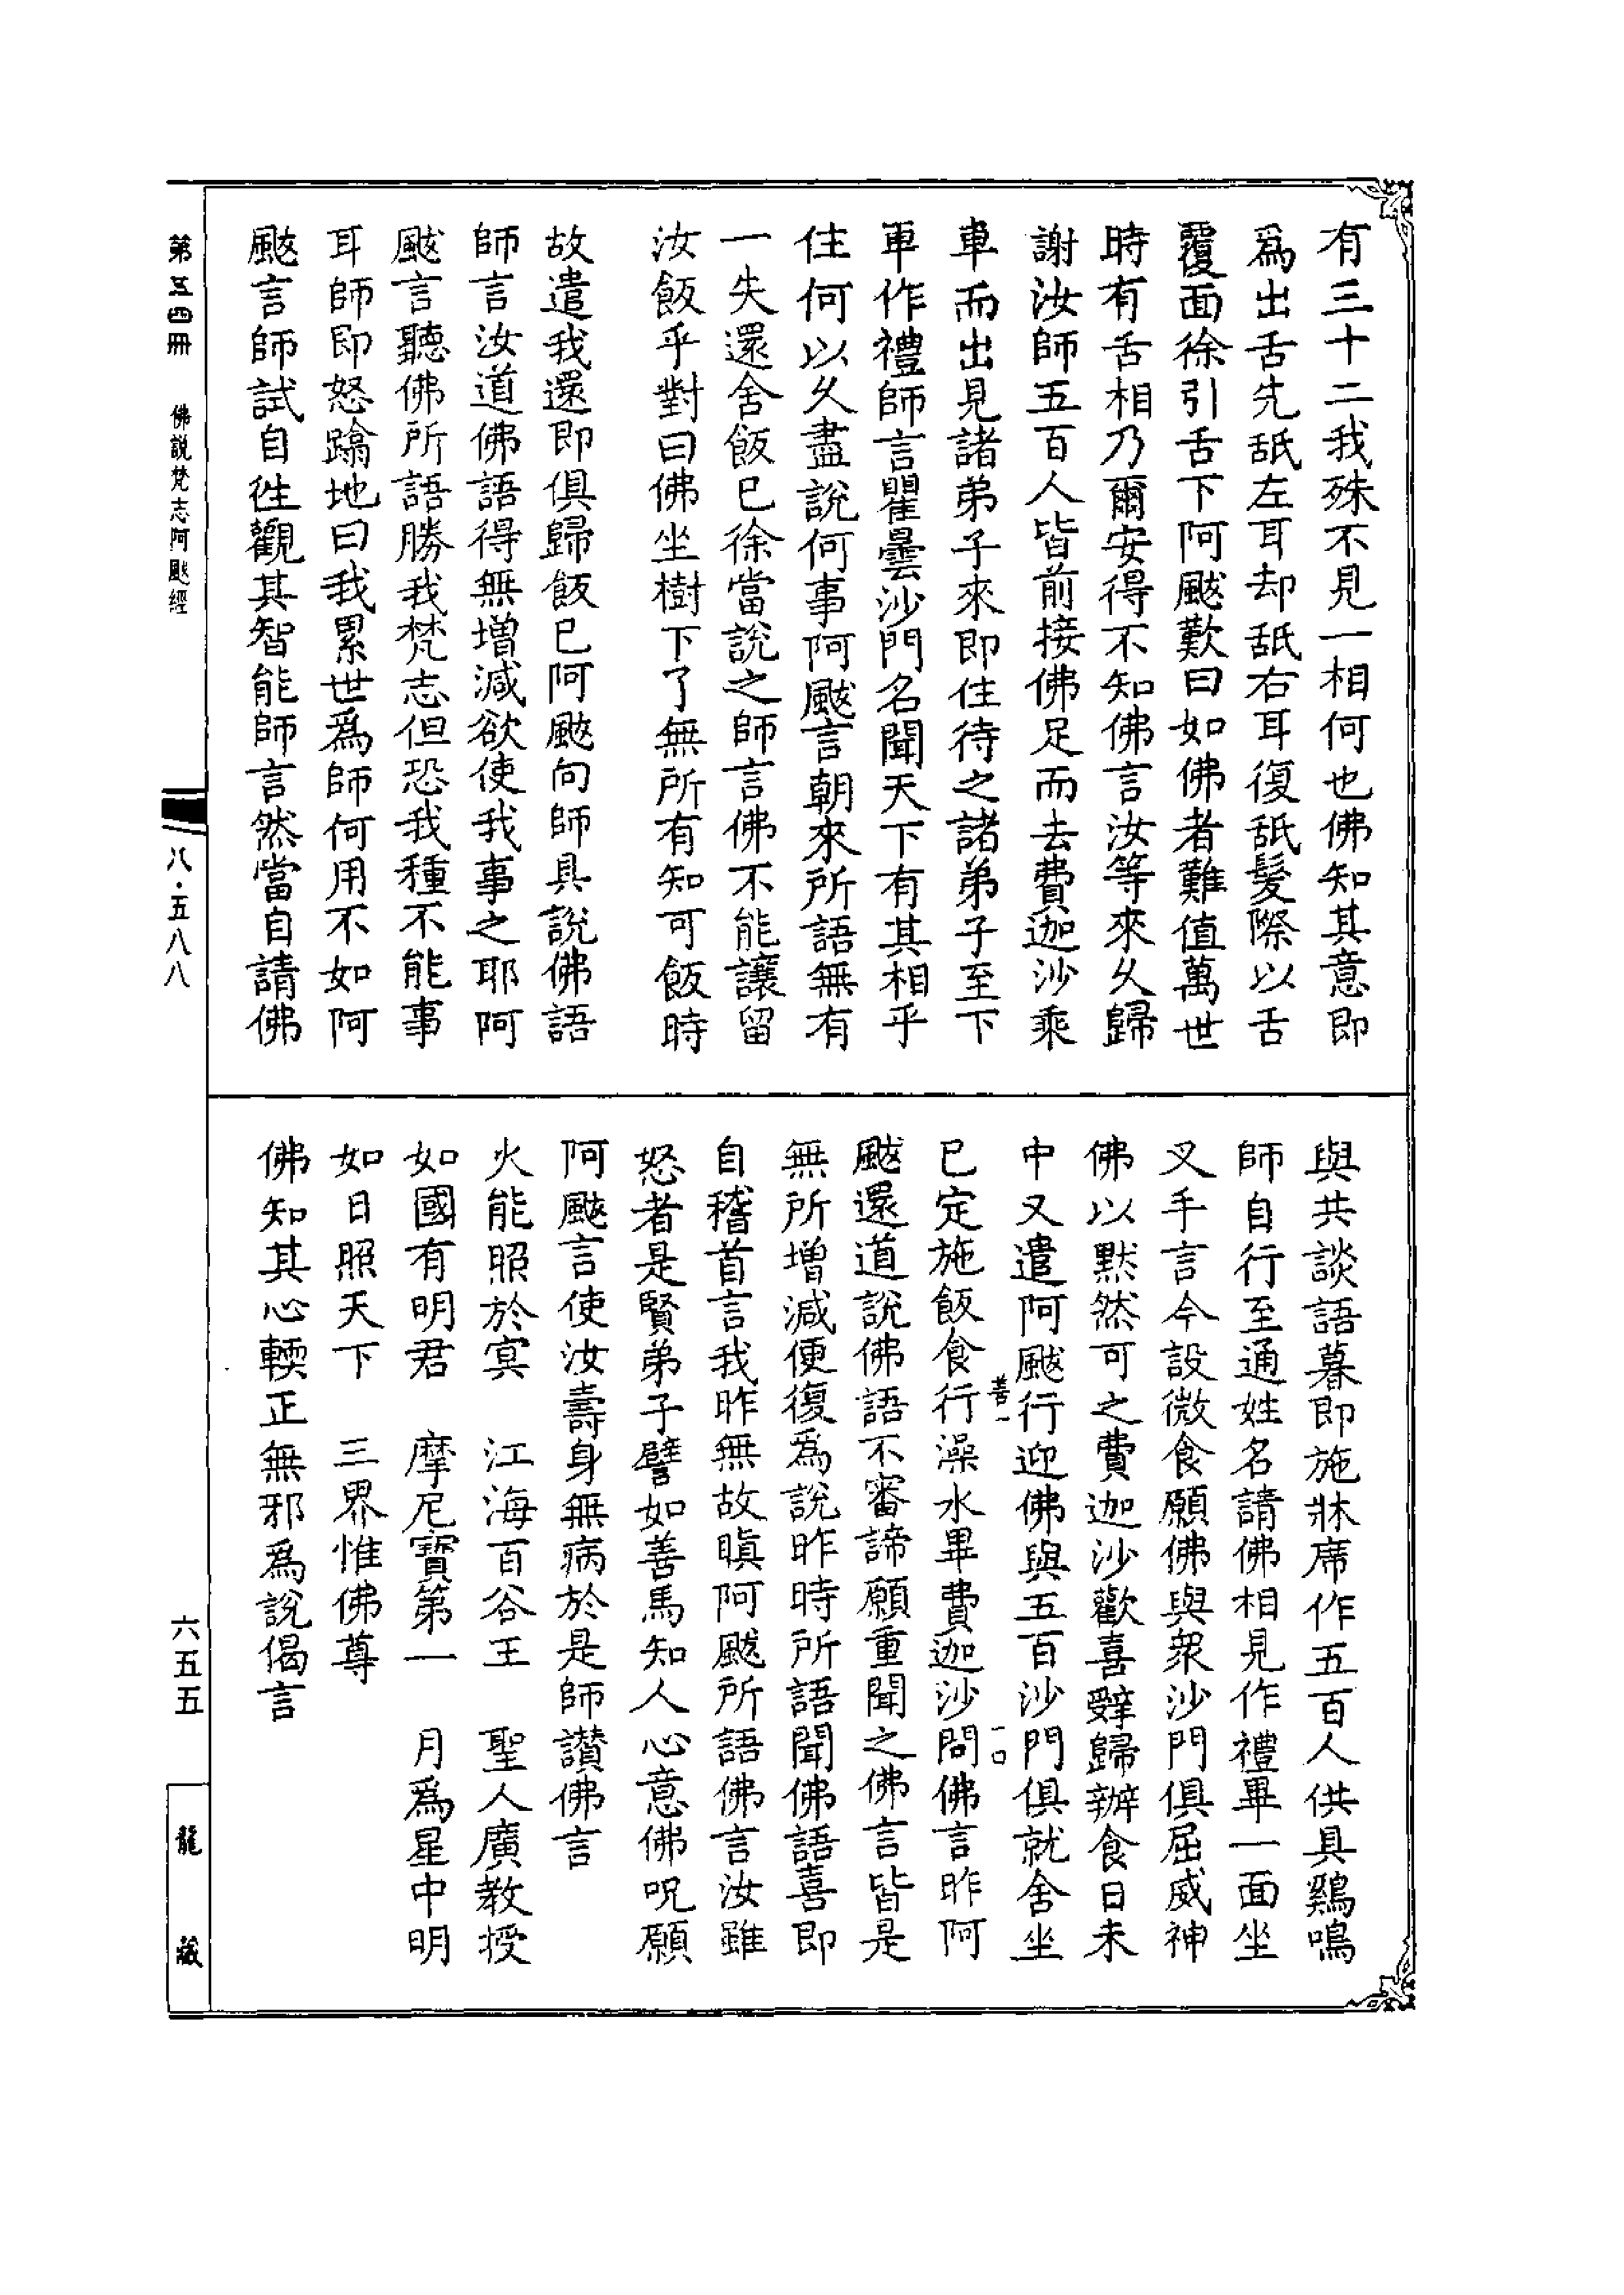 有三十二我殊不見一相何也佛知其意即
為出舌先舐左耳却舐右耳復舐髮際以舌
覆面徐引舌下阿颰歎曰如佛者難值萬世
時有舌相乃爾安得不知佛言汝等來久歸
謝汝師五百人皆前接佛足而去費迦沙乘
車而出見諸弟子來即住待之諸弟子至下
車作禮師言瞿曇沙門名聞天下有其相乎
住何以久盡說何事阿颰言朝來所語無有
一失還舍飯已徐當說之師言佛不能讓留
汝飯乎對曰佛坐樹下了無所有知可飯時
故遣我還即俱歸飯已阿颰向師具說佛語
師言汝道佛語得無增減欲使我事之耶阿
颰言聽佛所語勝我梵志但恐我種不能事
耳師即怒蹹地曰我累世為師何用不如阿
颰言師試自往觀其智能師言然當自請佛
與共談語暮即施牀席作五百人供具鷄鳴
師自行至通姓名請佛相見作禮畢一面坐
叉手言今設微食願佛與衆沙門俱屈威神
佛以默然可之費迦沙歡喜辤歸辦食日未
中又遣阿颰行迎佛與五百沙門俱就舍坐
善一 一口
已定施飯食行澡水畢費迦沙問佛言昨阿
颰還道說佛語不審諦願重聞之佛言皆是
無所增減便復為說昨時所語聞佛語喜即
自稽首言我昨無故瞋阿颰所語佛言汝雖
怒者是賢弟子譬如善馬知人心意佛呪願
阿颰言使汝壽身無病於是師讚佛言
火能照於冥 江海百谷王 聖人廣教授
如國有明君 摩尼寶第一 月為星中明
如日照天下 三界惟佛尊
佛知其心輭正無邪為說偈言
第三四冊 佛說梵志阿颰經 八·五八八 六五五 龍藏